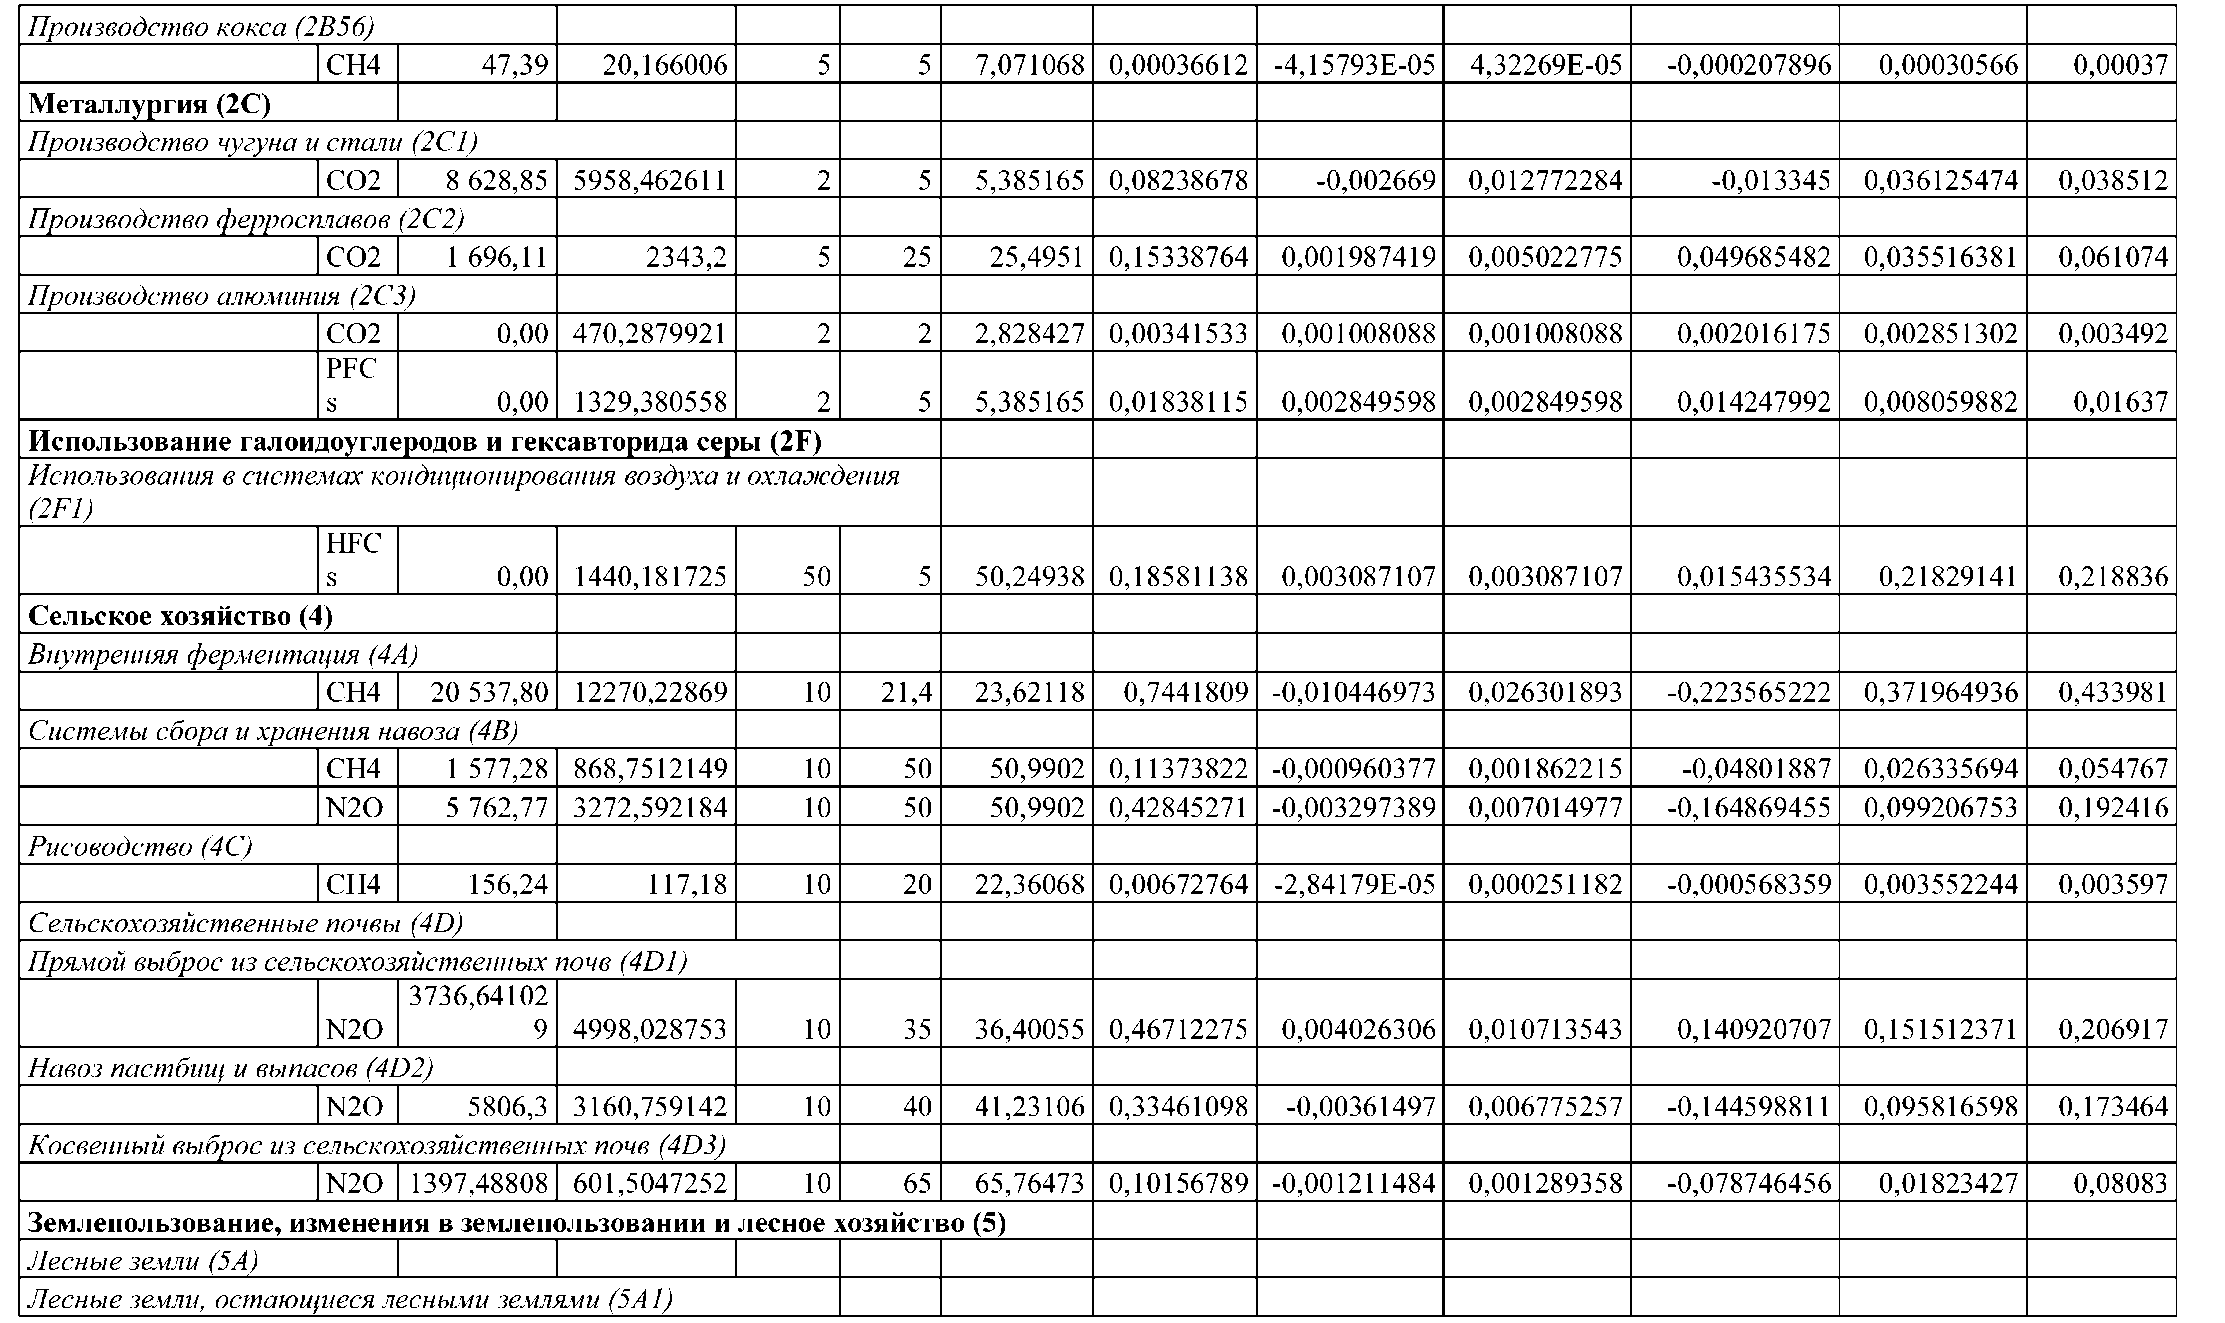 Производство кокса (2B56)
CH4 47,39 20,166006 5 5 7,071068 0,00036612 -4,15793E-05 4,32269E-05 -0,000207896 0,00030566 0,00037
Металлургия (2C)
Производство чугуна и стали (2C1)
CO2 8 628,85 5958,462611 2 5 5,385165 0,08238678 -0,002669 0,012772284 -0,013345 0,036125474 0,038512
Производство ферросплавов (2C2)
CO2 1 696,11 2343,2 5 25 25,4951 0,15338764 0,001987419 0,005022775 0,049685482 0,035516381 0,061074
Производство алюминия (2C3)
CO2 0,00 470,2879921 2 2 2,828427 0,00341533 0,001008088 0,001008088 0,002016175 0,002851302 0,003492
PFC
s 0,00 1329,380558 2 5 5,385165 0,01838115 0,002849598 0,002849598 0,014247992 0,008059882 0,01637
Использование галоидоуглеродов и гексавторида серы (2F)
Использования в системах кондиционирования воздуха и охлаждения
(2F1)
HFC
s 0,00 1440,181725 50 5 50,24938 0,18581138 0,003087107 0,003087107 0,015435534 0,21829141 0,218836
Сельское хозяйство (4)
Внутренняя ферментация (4A)
CH4 20 537,80 12270,22869 10 21,4 23,62118 0,7441809 -0,010446973 0,026301893 -0,223565222 0,371964936 0,433981
Системы сбора и хранения навоза (4B)
CH4 1 577,28 868,7512149 10 50 50,9902 0,11373822 -0,000960377 0,001862215 -0,04801887 0,026335694 0,054767
N2O 5 762,77 3272,592184 10 50 50,9902 0,42845271 -0,003297389 0,007014977 -0,164869455 0,099206753 0,192416
Рисоводство (4C)
CH4 156,24 117,18 10 20 22,36068 0,00672764 -2,84179E-05 0,000251182 -0,000568359 0,003552244 0,003597
Сельскохозяйственные почвы (4D)
Прямой выброс из сельскохозяйственных почв (4D1)
3736,64102
N2O 9 4998,028753 10 35 36,40055 0,46712275 0,004026306 0,010713543 0,140920707 0,151512371 0,206917
Навоз пастбищ и выпасов (4D2)
N2O 5806,3 3160,759142 10 40 41,23106 0,33461098 -0,00361497 0,006775257 -0,144598811 0,095816598 0,173464
Косвенный выброс из сельскохозяйственных почв (4D3)
N2O 1397,48808 601,5047252 10 65 65,76473 0,10156789 -0,001211484 0,001289358 -0,078746456 0,01823427 0,08083
Землепользование, изменения в землепользовании и лесное хозяйство (5)
Лесные земли (5A)
Лесные земли, остающиеся лесными землями (5A1)